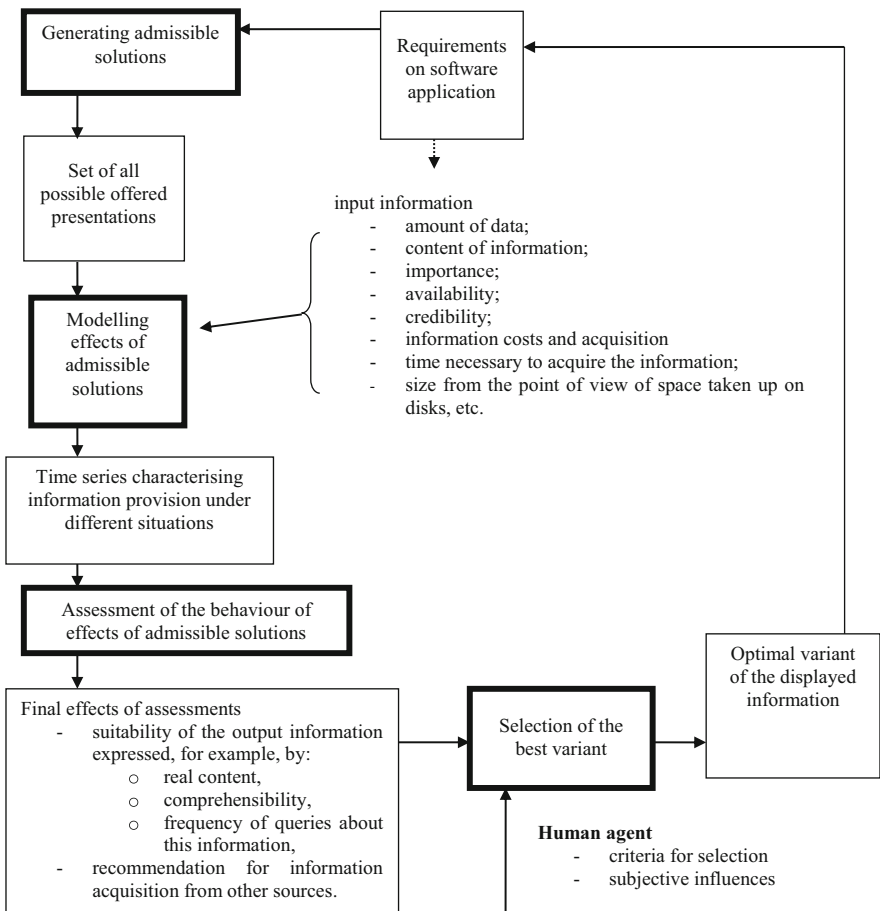 Generating admissible
solutions
Requirements
on software
application
Set of all
possible offered
presentations
input information
- amount of data;
- content of information;
- importance;
- availability;
- credibility;
- information costs and acquisition
- time necessary to acquire the information;
- size from the point of view of space taken up on
disks, etc.
Modelling
effects of
admissible
solutions
Time series characterising
information provision under
different situations
Assessment of the behaviour of
effects of admissible solutions
Final effects of assessments
- suitability of the output information
expressed, for example, by:
o real content,
o comprehensibility,
o frequency of queries about
this information,
- recommendation for information
acquisition from other sources.
Selection of the
best variant
Optimal variant
of the displayed
information
Human agent
- criteria for selection
- subjective influences